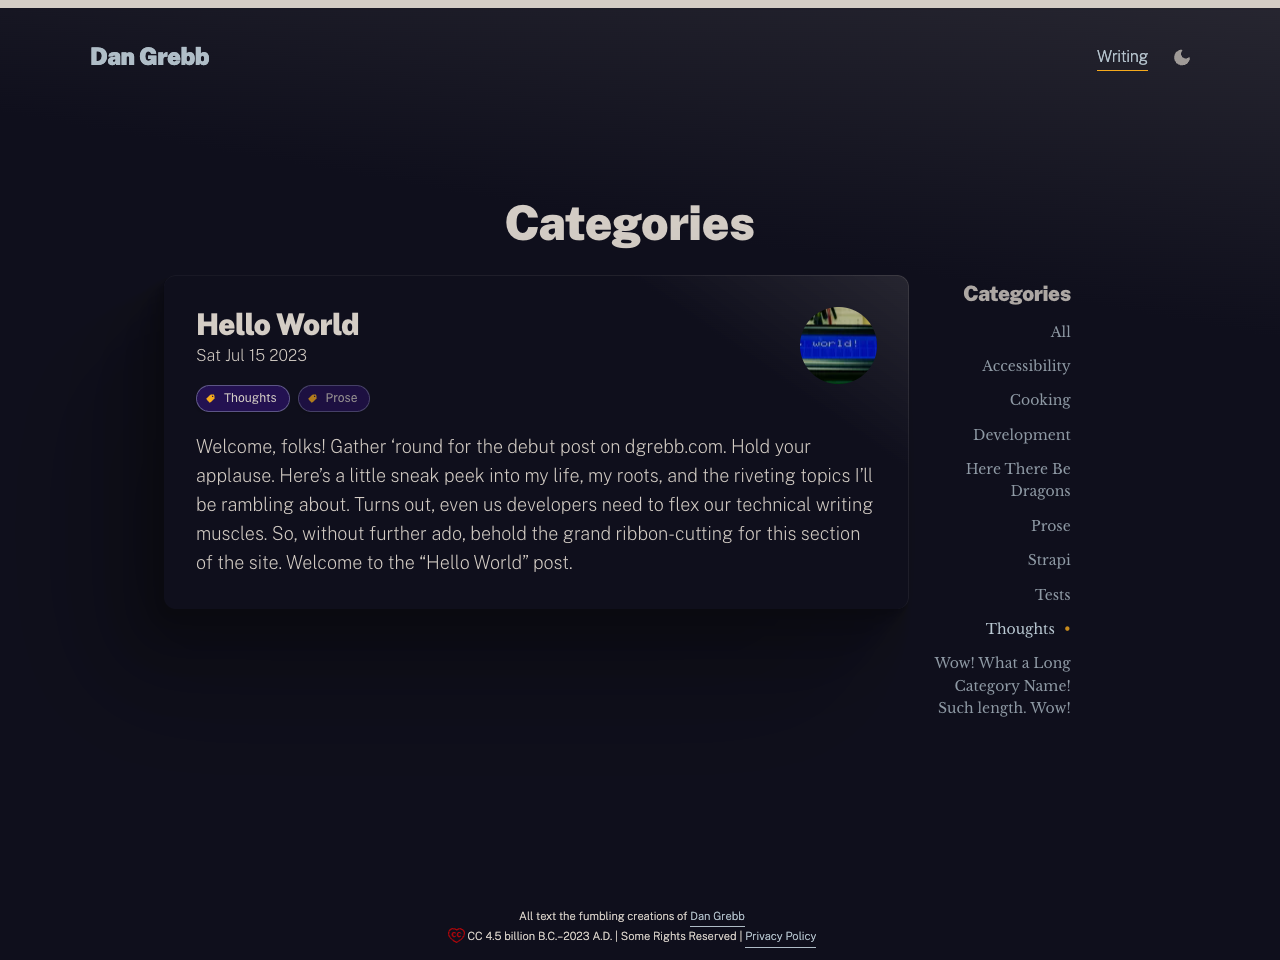 Dan Grebb
Writing
Categories
Hello World
Sat Jul 15 2023
world!
Thoughts
Prose
Welcome, folks! Gather ‘round for the debut post on dgrebb.com. Hold your
applause. Here’s a little sneak peek into my life, my roots, and the riveting topics I’ll
be rambling about. Turns out, even us developers need to flex our technical writing
muscles. So, without further ado, behold the grand ribbon-cutting for this section
of the site. Welcome to the “Hello World” post.
Categories
All
Accessibility
Cooking
Development
Here There Be
Dragons
Prose
Strapi
Tests
Thoughts •
Wow! What a Long
Category Name!
Such length. Wow!
All text the fumbling creations of Dan Grebb
CC CC 4.5 billion B.C.–2023 A.D. | Some Rights Reserved | Privacy Policy